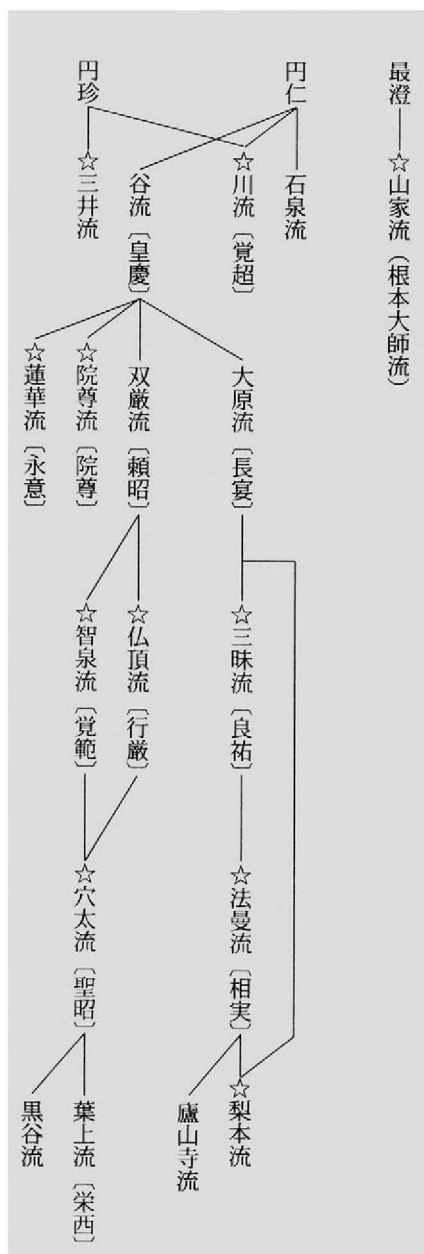 最澄
☆山家流（根本大師流）
円仁
石泉流
☆川流〔覚超〕
谷流〔皇慶〕
円珍
☆三井流
大原流〔長宴〕
双厳流〔頼昭〕
☆院尊流〔院尊〕
☆蓮華流〔永意〕
☆三昧流〔良祐〕
☆仏頂流〔行厳〕
☆智泉流〔覚範〕
☆法曼流〔相実〕
☆穴太流〔聖昭〕
☆梨本流
廬山寺流
葉上流〔栄西〕
黒谷流